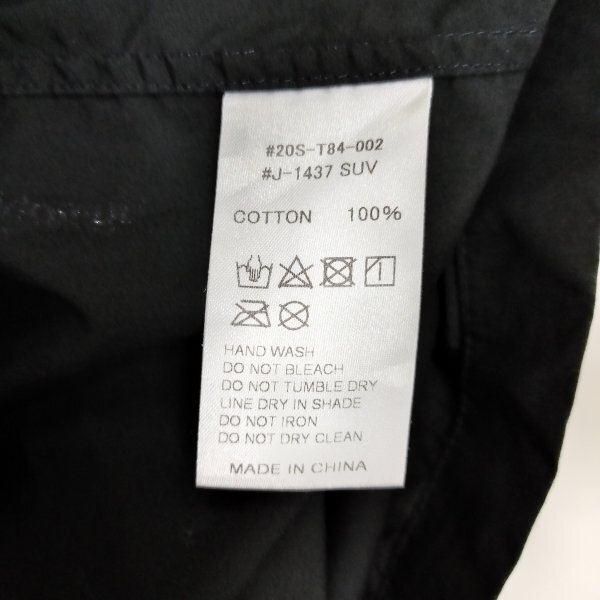 #20S-T84-002
#J-1437 SUV
COTTON 100%
HAND WASH
DO NOT BLEACH
DO NOT TUMBLE DRY
LINE DRY IN SHADE
DO NOT IRON
DO NOT DRY CLEAN
MADE IN CHINA